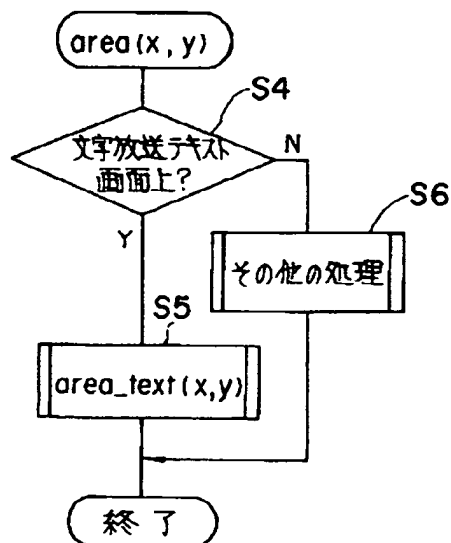 area(x,y)
S4
文字放送テキスト
画面上?
N
Y
S6
その他の処理
S5
area_text(x,y)
終了